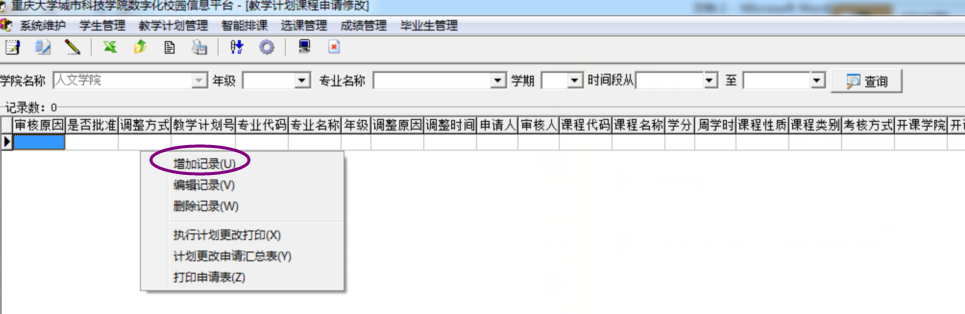 重庆大学城市科技学院数字化校园信息平台 - [教学计划课程申请修改]
系统维护 学生管理 教学计划管理 智能排课 选课管理 成绩管理 毕业生管理
学院名称 人文学院 年级 专业名称 学期 时间段从 至 查询
记录数: 0
审核原因 是否批准 调整方式 教学计划号 专业代码 专业名称 年级 调整原因 调整时间 申请人 审核人 课程代码 课程名称 学分 周学时 课程性质 课程类别 考核方式 开课学院
增加记录(U)
编辑记录(V)
删除记录(W)
执行计划更改打印(X)
计划更改申请汇总表(Y)
打印申请表(Z)